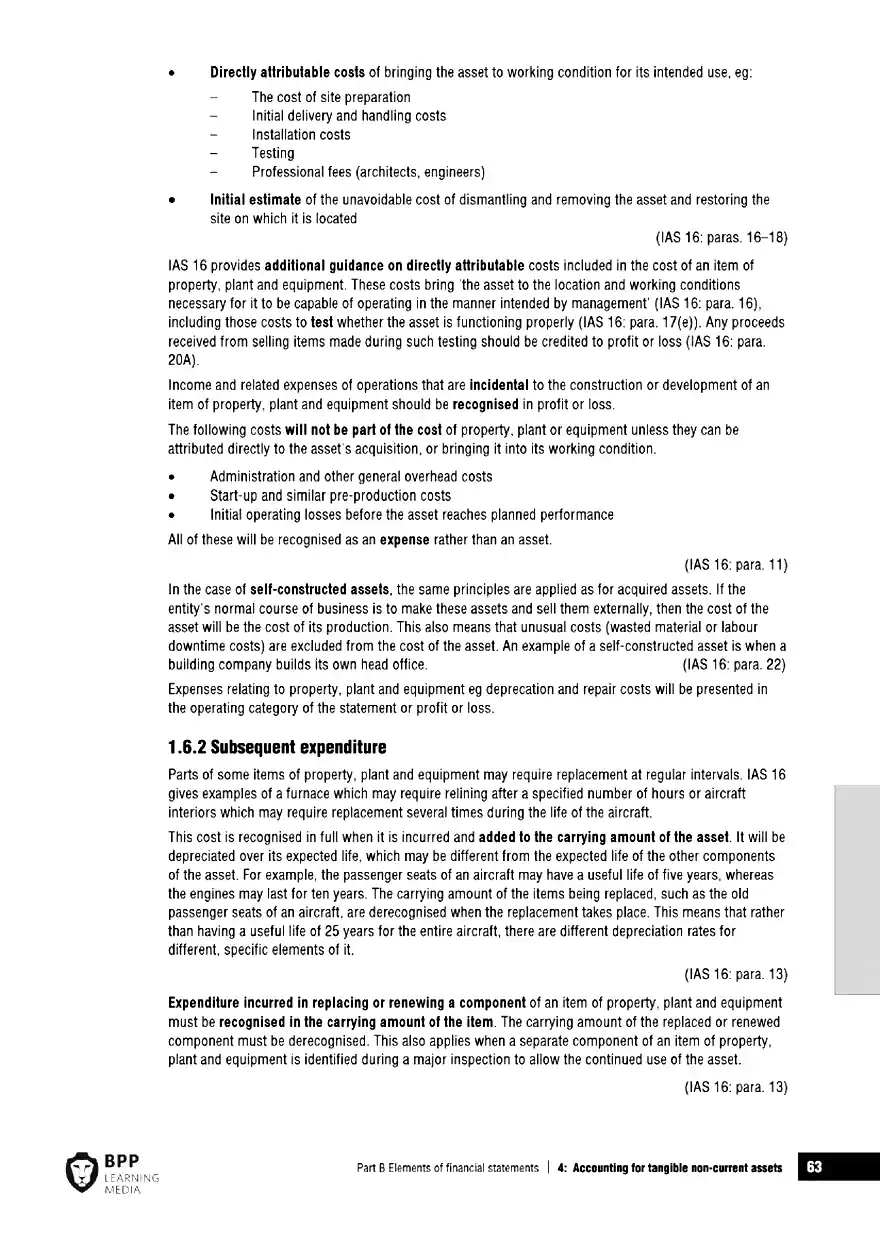 • Directly attributable costs of bringing the asset to working condition for its intended use, eg:
– The cost of site preparation
– Initial delivery and handling costs
– Installation costs
– Testing
– Professional fees (architects, engineers)
• Initial estimate of the unavoidable cost of dismantling and removing the asset and restoring the
site on which it is located
(IAS 16: paras. 16–18)
IAS 16 provides additional guidance on directly attributable costs included in the cost of an item of
property, plant and equipment. These costs bring 'the asset to the location and working conditions
necessary for it to be capable of operating in the manner intended by management' (IAS 16: para. 16),
including those costs to test whether the asset is functioning properly (IAS 16: para. 17(e)). Any proceeds
received from selling items made during such testing should be credited to profit or loss (IAS 16: para.
20A).
Income and related expenses of operations that are incidental to the construction or development of an
item of property, plant and equipment should be recognised in profit or loss.
The following costs will not be part of the cost of property, plant or equipment unless they can be
attributed directly to the asset's acquisition, or bringing it into its working condition.
• Administration and other general overhead costs
• Start-up and similar pre-production costs
• Initial operating losses before the asset reaches planned performance
All of these will be recognised as an expense rather than an asset.
(IAS 16: para. 11)
In the case of self-constructed assets, the same principles are applied as for acquired assets. If the
entity's normal course of business is to make these assets and sell them externally, then the cost of the
asset will be the cost of its production. This also means that unusual costs (wasted material or labour
downtime costs) are excluded from the cost of the asset. An example of a self-constructed asset is when a
building company builds its own head office. (IAS 16: para. 22)
Expenses relating to property, plant and equipment eg deprecation and repair costs will be presented in
the operating category of the statement or profit or loss.
1.6.2 Subsequent expenditure
Parts of some items of property, plant and equipment may require replacement at regular intervals. IAS 16
gives examples of a furnace which may require relining after a specified number of hours or aircraft
interiors which may require replacement several times during the life of the aircraft.
This cost is recognised in full when it is incurred and added to the carrying amount of the asset. It will be
depreciated over its expected life, which may be different from the expected life of the other components
of the asset. For example, the passenger seats of an aircraft may have a useful life of five years, whereas
the engines may last for ten years. The carrying amount of the items being replaced, such as the old
passenger seats of an aircraft, are derecognised when the replacement takes place. This means that rather
than having a useful life of 25 years for the entire aircraft, there are different depreciation rates for
different, specific elements of it.
(IAS 16: para. 13)
Expenditure incurred in replacing or renewing a component of an item of property, plant and equipment
must be recognised in the carrying amount of the item. The carrying amount of the replaced or renewed
component must be derecognised. This also applies when a separate component of an item of property,
plant and equipment is identified during a major inspection to allow the continued use of the asset.
(IAS 16: para. 13)
BPP
LEARNING
MEDIA
Part B Elements of financial statements | 4: Accounting for tangible non-current assets 63